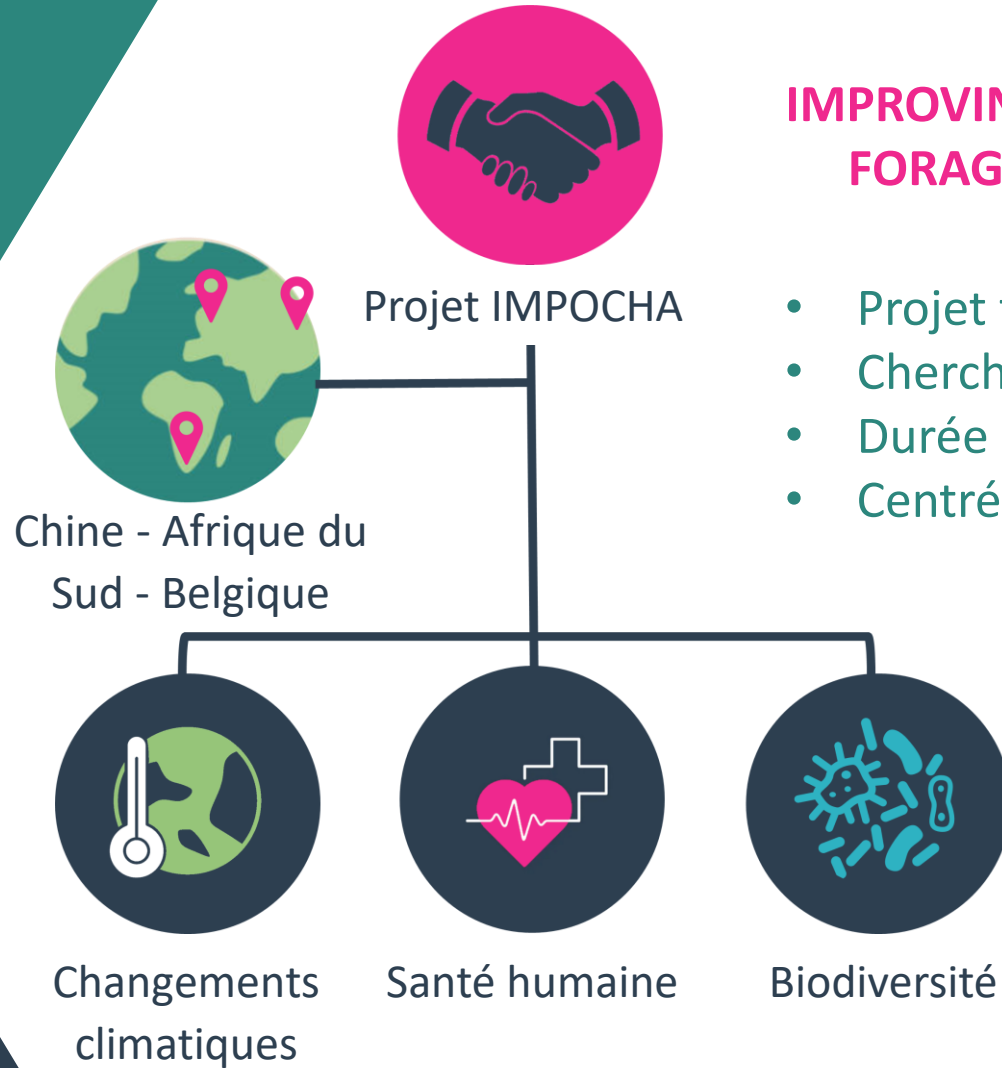 IMPROVIN
FORAG
Projet IMPOCHA
• Projet
• Cherch
• Durée
• Centré
Chine - Afrique du
Sud - Belgique
Changements
climatiques
Santé humaine
Biodiversité